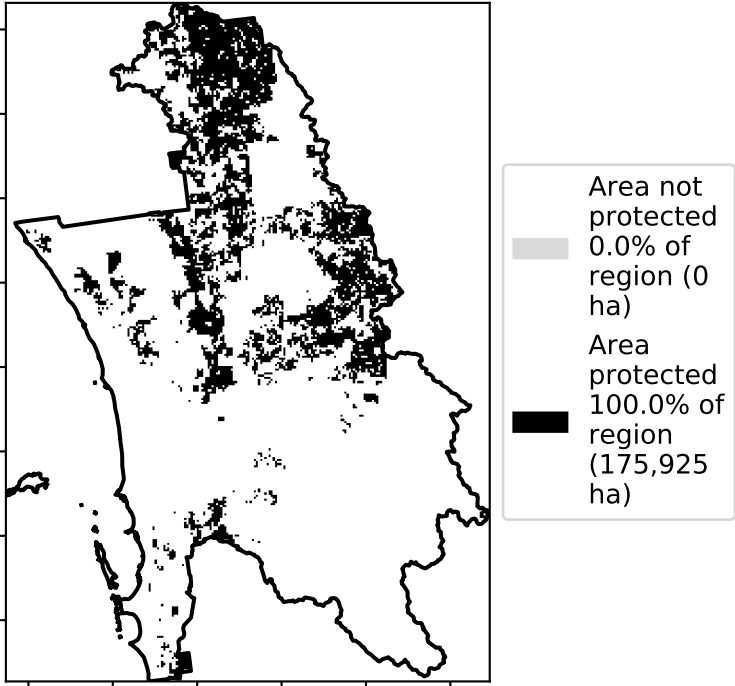 Area not
protected
0.0% of
region (0
ha)
Area
protected
100.0% of
region
(175,925
ha)